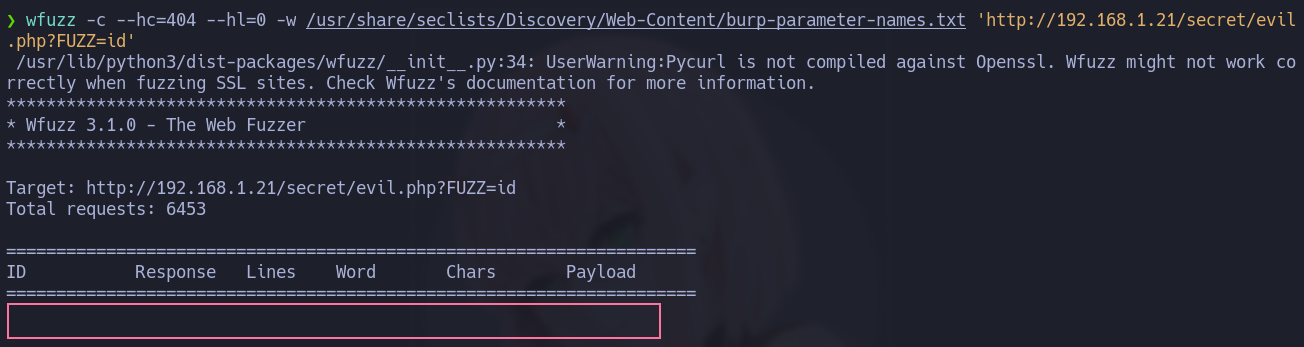 ❯ wfuzz -c --hc=404 --hl=0 -w /usr/share/seclists/Discovery/Web-Content/burp-parameter-names.txt 'http://192.168.1.21/secret/evil
.php?FUZZ=id'
 /usr/lib/python3/dist-packages/wfuzz/__init__.py:34: UserWarning:Pycurl is not compiled against Openssl. Wfuzz might not work co
rrectly when fuzzing SSL sites. Check Wfuzz's documentation for more information.
********************************************************
* Wfuzz 3.1.0 - The Web Fuzzer                         *
********************************************************

Target: http://192.168.1.21/secret/evil.php?FUZZ=id
Total requests: 6453

=====================================================================
ID           Response   Lines    Word       Chars       Payload
=====================================================================